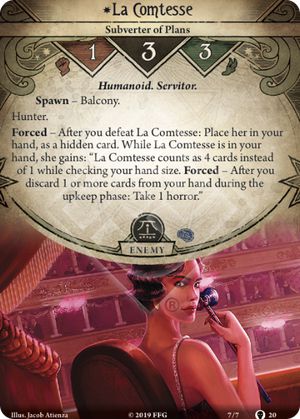 *La Comtesse
Subverter of Plans
1 3 3
Humanoid. Servitor.
Spawn – Balcony.
Hunter.
Forced – After you defeat La Comtesse: Place her in your
hand, as a hidden card. While La Comtesse is in your
hand, she gains: “La Comtesse counts as 4 cards instead
of 1 while checking your hand size. Forced – After you
discard 1 or more cards from your hand during the
upkeep phase: Take 1 horror.”
ENEMY
Illus. Jacob Atienza
© 2019 FFG
7/7
20